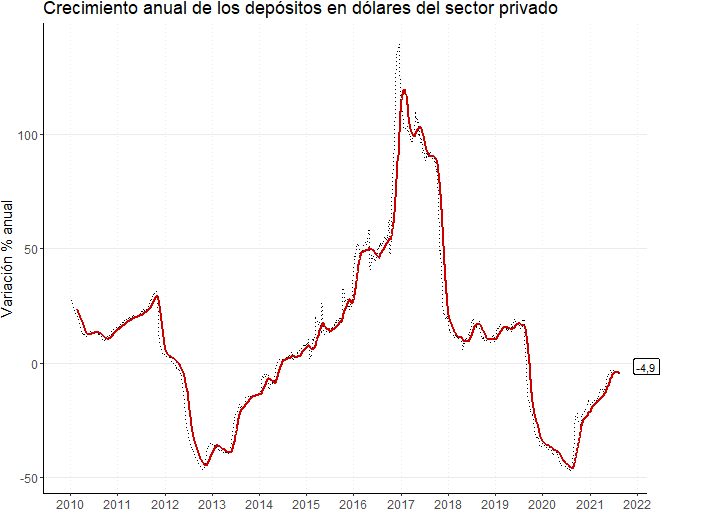 Crecimiento anual de los depósitos en dólares del sector privado
Variación % anual
100
50
0
-50
-4,9
2010 2011 2012 2013 2014 2015 2016 2017 2018 2019 2020 2021 2022